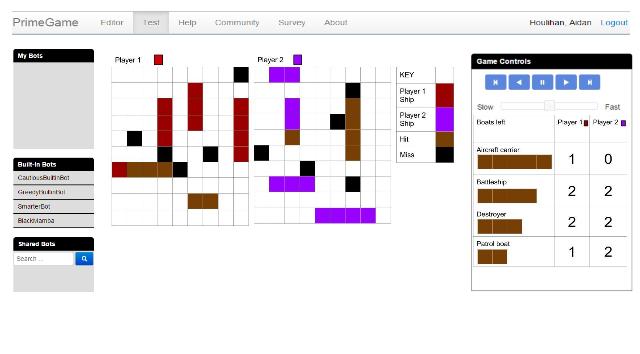 PrimeGame Editor Test Help Community Survey About Houlihan, Aidan Logout
My Bots
Built-In Bots
CautiousBuiltInBot
GreedyBuiltInBot
SmarterBot
BlackMamba
Shared Bots
Search ...
Player 1
Player 2
KEY
Player 1
Ship
Player 2
Ship
Hit
Miss
Game Controls
Slow Fast
Boats left Player 1 Player 2
Aircraft carrier
1 0
Battleship
2 2
Destroyer
2 2
Patrol boat
1 2